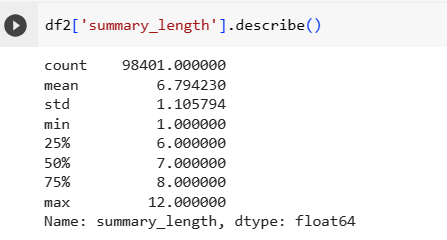 df2['summary_length'].describe()
count    98401.000000
mean         6.794230
std          1.105794
min          1.000000
25%          6.000000
50%          7.000000
75%          8.000000
max         12.000000
Name: summary_length, dtype: float64